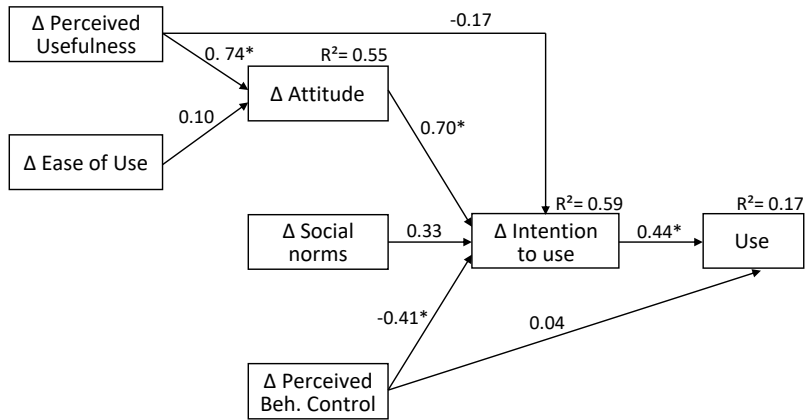 Δ Perceived
Usefulness
-0.17
0. 74*
R²= 0.55
Δ Attitude
0.10
Δ Ease of Use
0.70*
R²= 0.59
R²= 0.17
Δ Social
norms
0.33
Δ Intention
to use
0.44*
Use
-0.41*
0.04
Δ Perceived
Beh. Control